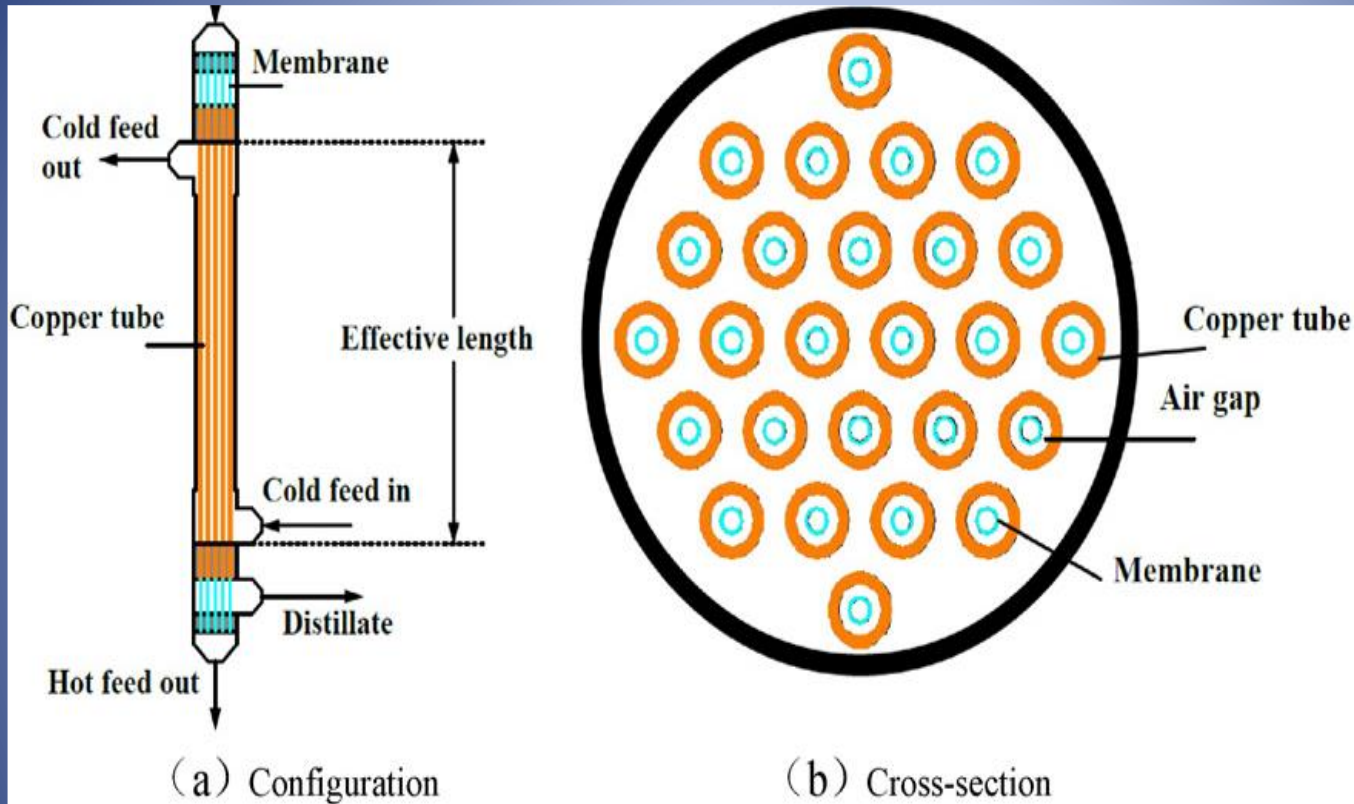 Membrane
Cold feed
out
Copper tube
Effective length
Cold feed in
Distillate
Hot feed out
(a) Configuration
Copper tube
Air gap
Membrane
(b) Cross-section